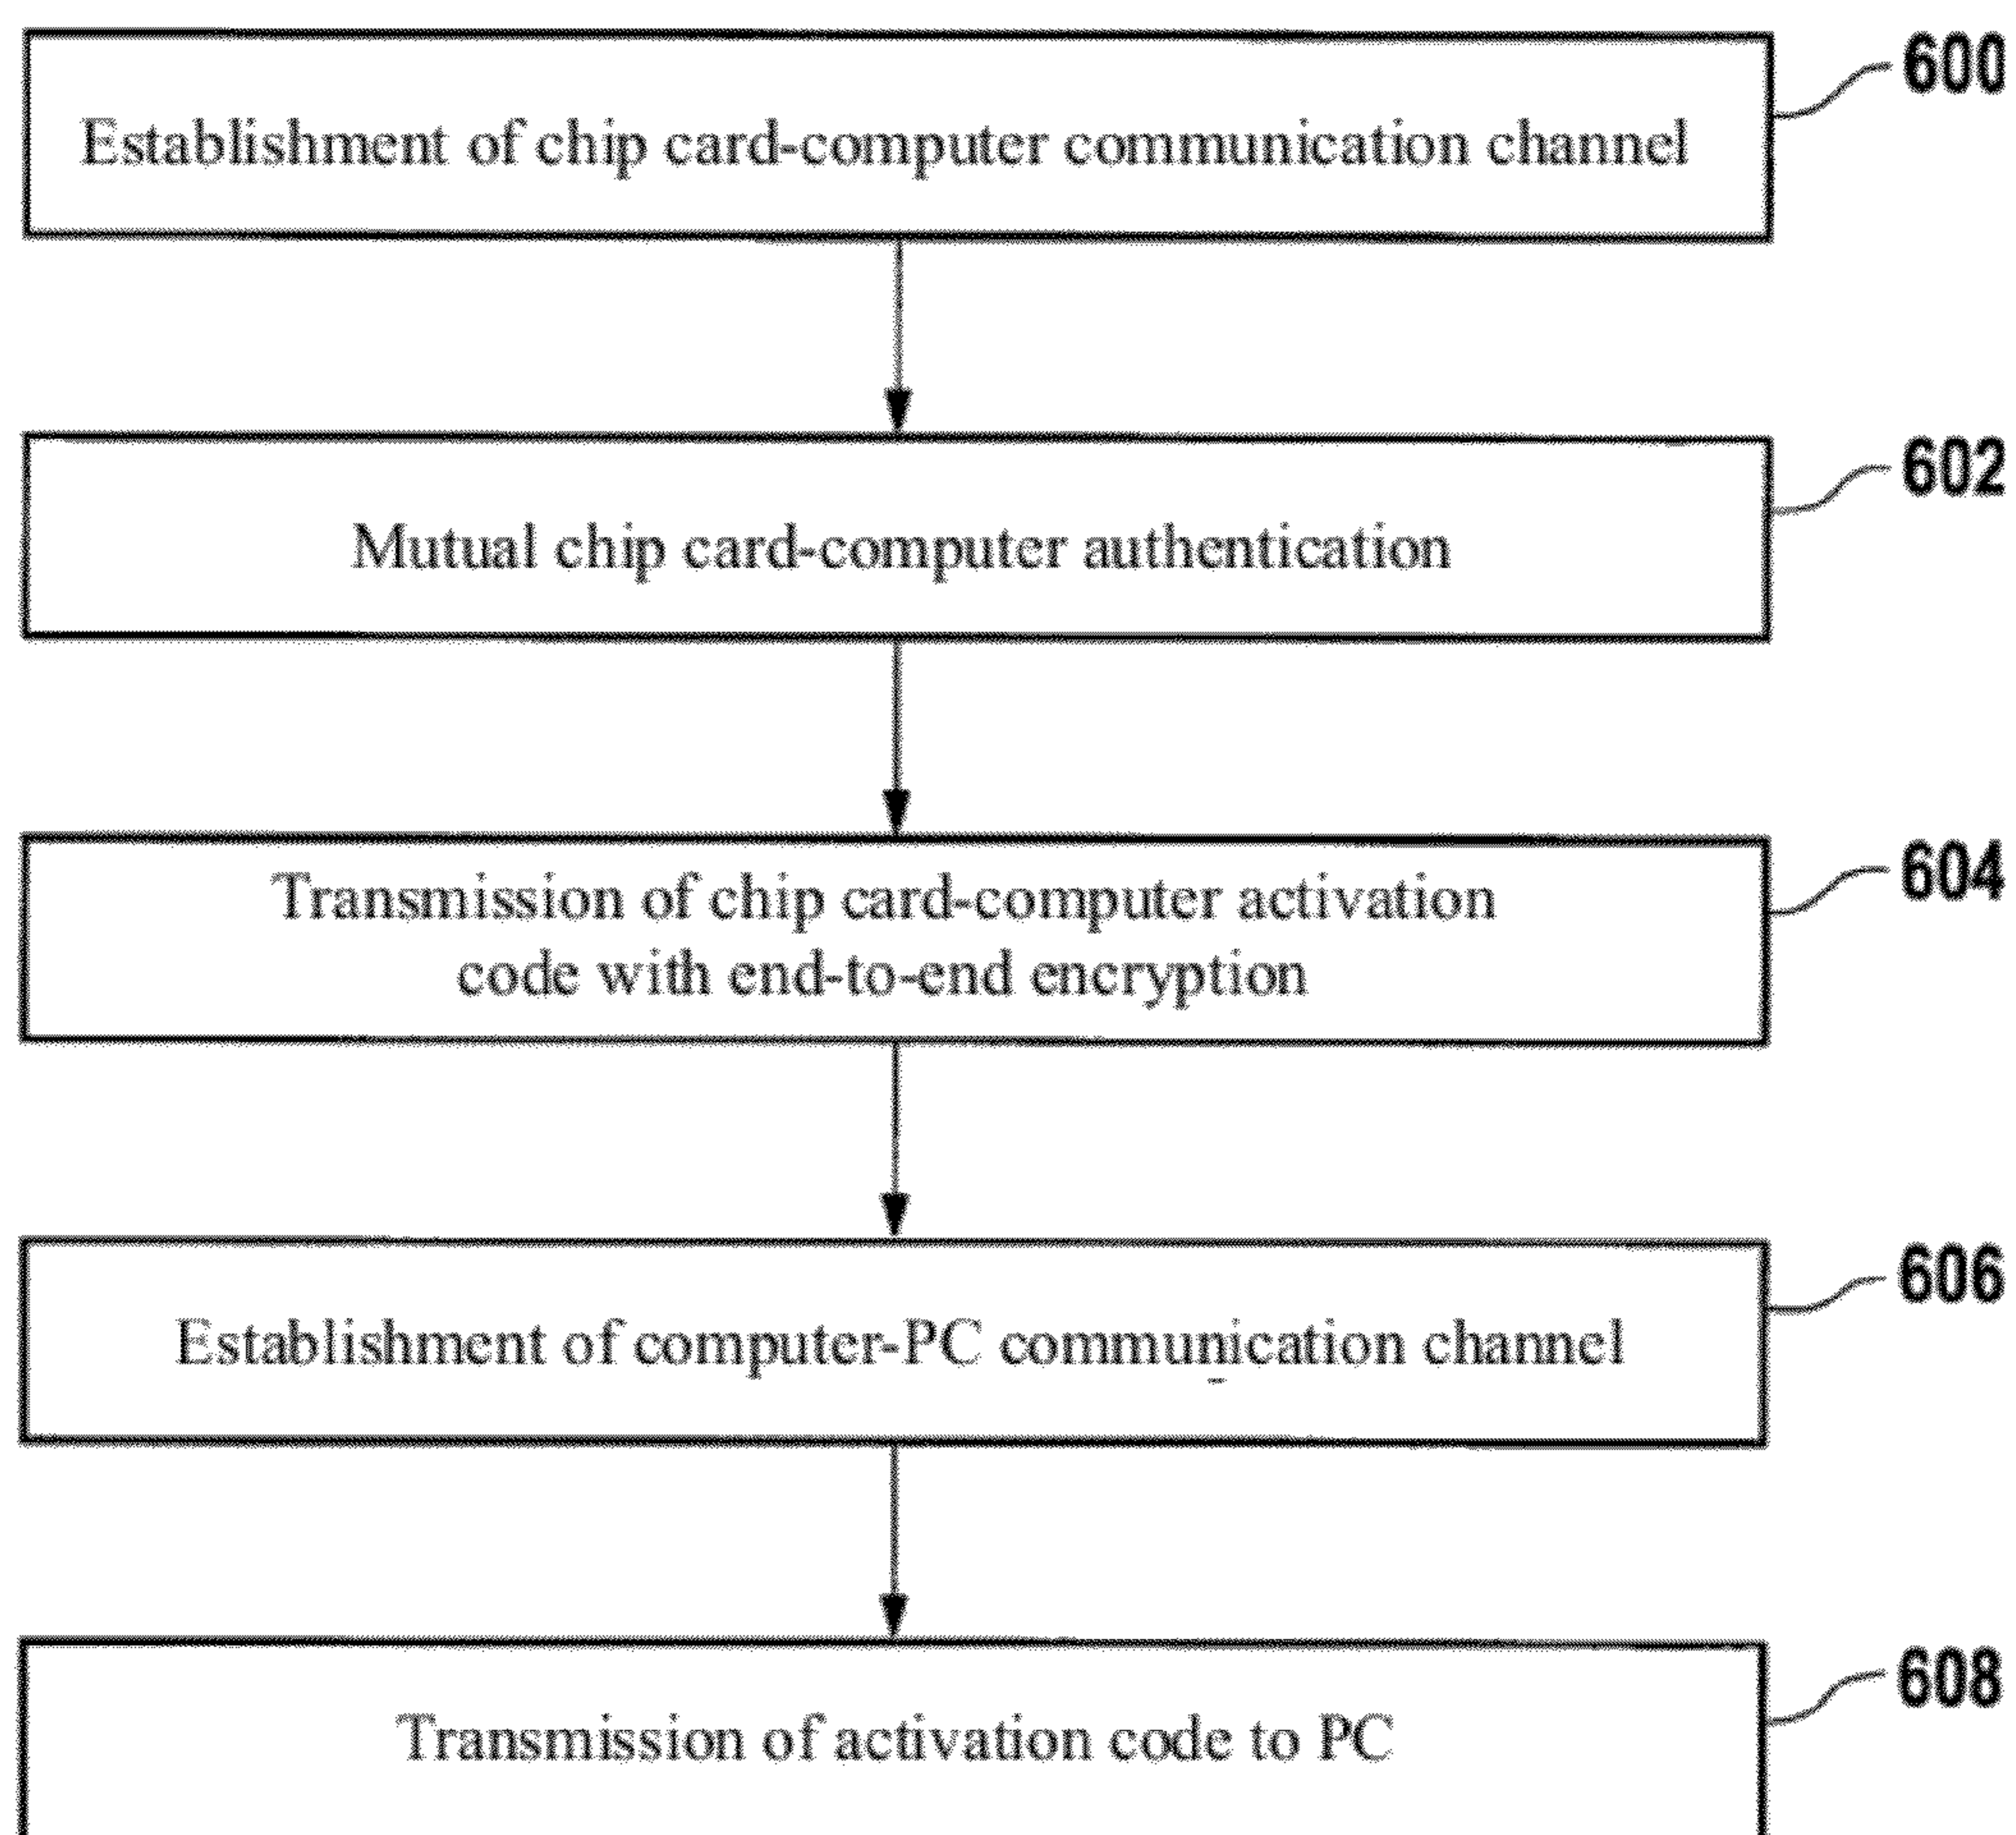 600
Establishment of chip card-computer communication channel
602
Mutual chip card-computer authentication
604
Transmission of chip card-computer activation
code with end-to-end encryption
606
Establishment of computer-PC communication channel
608
Transmission of activation code to PC